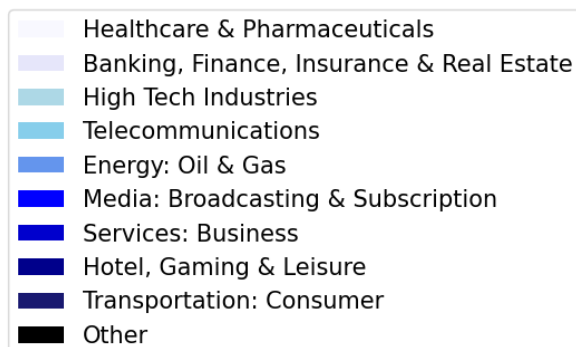 Healthcare & Pharmaceuticals
Banking, Finance, Insurance & Real Estate
High Tech Industries
Telecommunications
Energy: Oil & Gas
Media: Broadcasting & Subscription
Services: Business
Hotel, Gaming & Leisure
Transportation: Consumer
Other